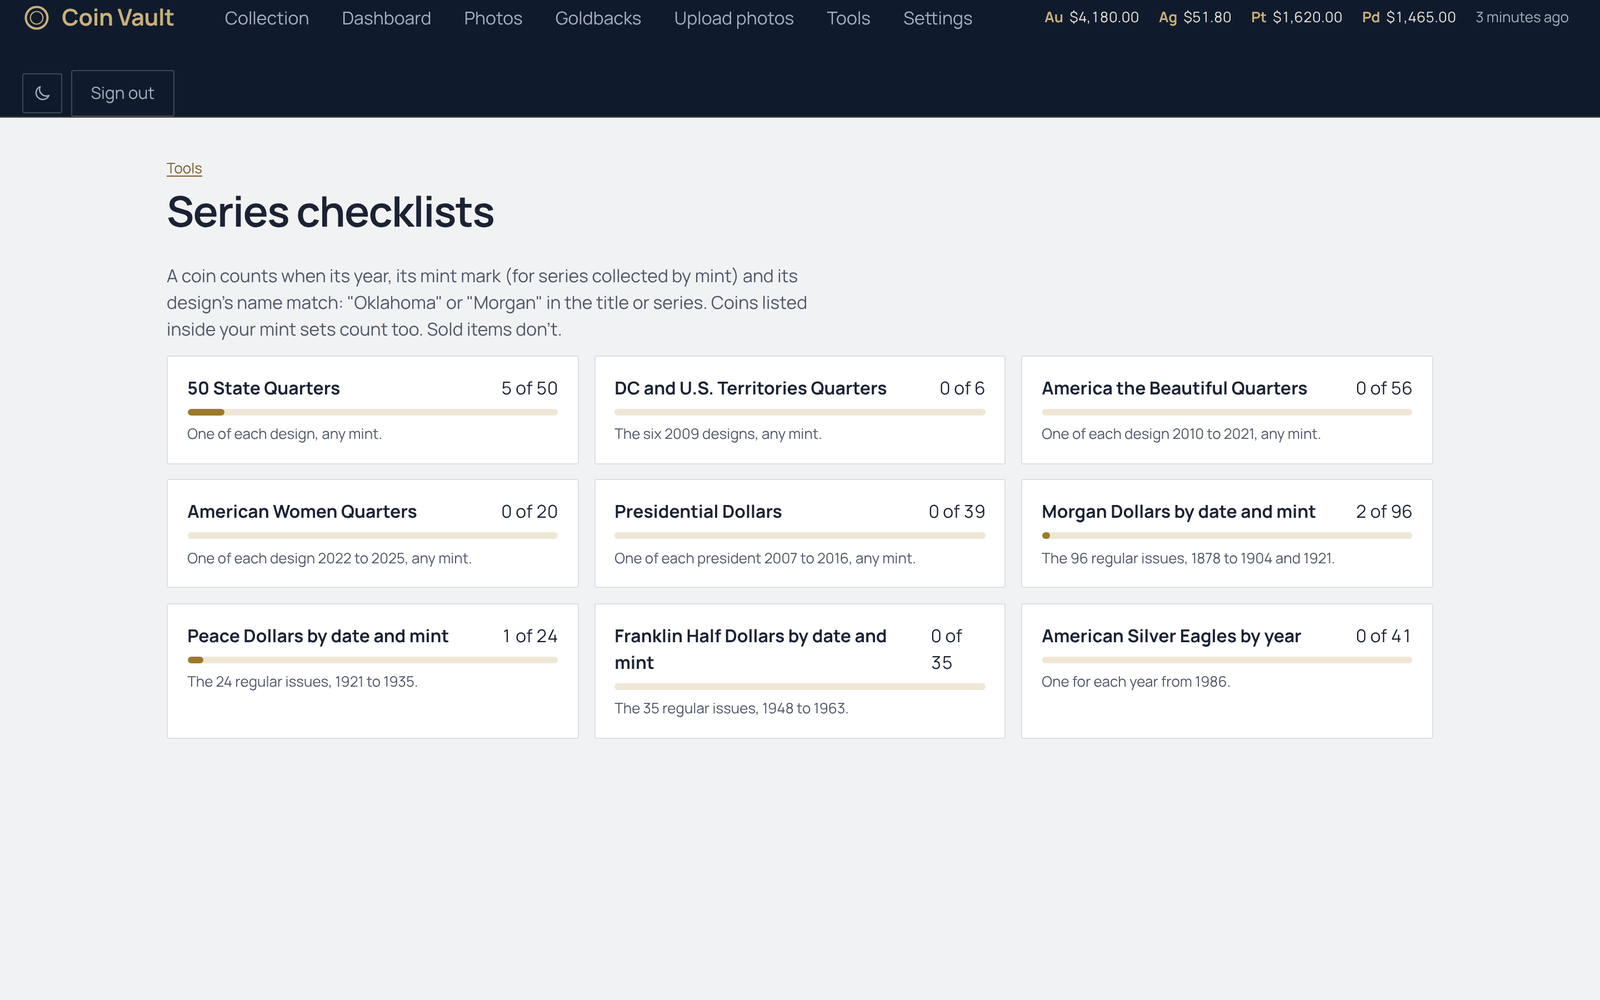 Coin Vault Collection Dashboard Photos Goldbacks Upload photos Tools Settings Au $4,180.00 Ag $51.80 Pt $1,620.00 Pd $1,465.00 3 minutes ago
Sign out
Tools
Series checklists
A coin counts when its year, its mint mark (for series collected by mint) and its
design's name match: "Oklahoma" or "Morgan" in the title or series. Coins listed
inside your mint sets count too. Sold items don't.
50 State Quarters 5 of 50
One of each design, any mint.
DC and U.S. Territories Quarters 0 of 6
The six 2009 designs, any mint.
America the Beautiful Quarters 0 of 56
One of each design 2010 to 2021, any mint.
American Women Quarters 0 of 20
One of each design 2022 to 2025, any mint.
Presidential Dollars 0 of 39
One of each president 2007 to 2016, any mint.
Morgan Dollars by date and mint 2 of 96
The 96 regular issues, 1878 to 1904 and 1921.
Peace Dollars by date and mint 1 of 24
The 24 regular issues, 1921 to 1935.
Franklin Half Dollars by date and 0 of
mint 35
The 35 regular issues, 1948 to 1963.
American Silver Eagles by year 0 of 41
One for each year from 1986.